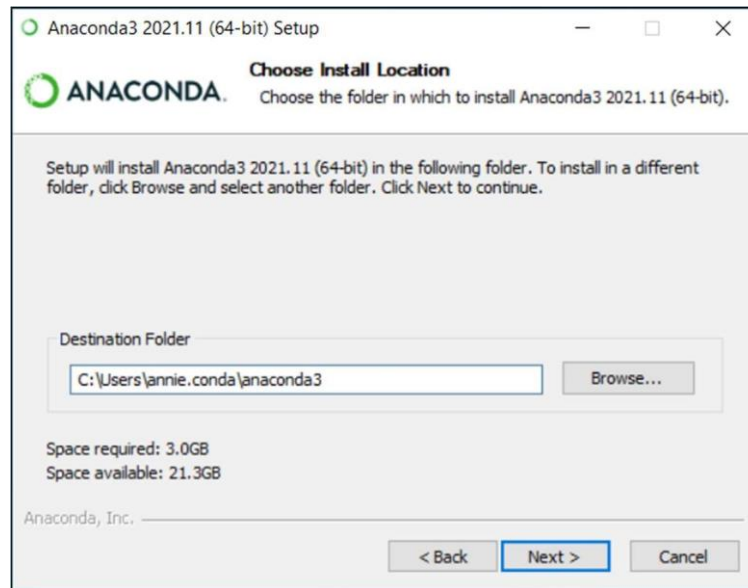 Anaconda3 2021.11 (64-bit) Setup
ANACONDA.
Choose Install Location
Choose the folder in which to install Anaconda3 2021.11 (64-bit).
Setup will install Anaconda3 2021.11 (64-bit) in the following folder. To install in a different
folder, click Browse and select another folder. Click Next to continue.
Destination Folder
C:\Users\annie.conda\anaconda3
Browse...
Space required: 3.0GB
Space available: 21.3GB
Anaconda, Inc.
< Back
Next >
Cancel